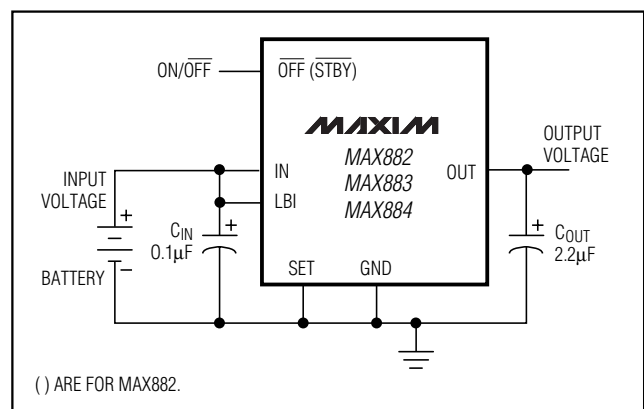 ON/OFF
OFF (STBY)
MAXIM
MAX882
MAX883
MAX884
IN
LBI
OUT
SET
GND
OUTPUT
VOLTAGE
INPUT
VOLTAGE
+
−
BATTERY
+
CIN
0.1µF
+
COUT
2.2µF
( ) ARE FOR MAX882.